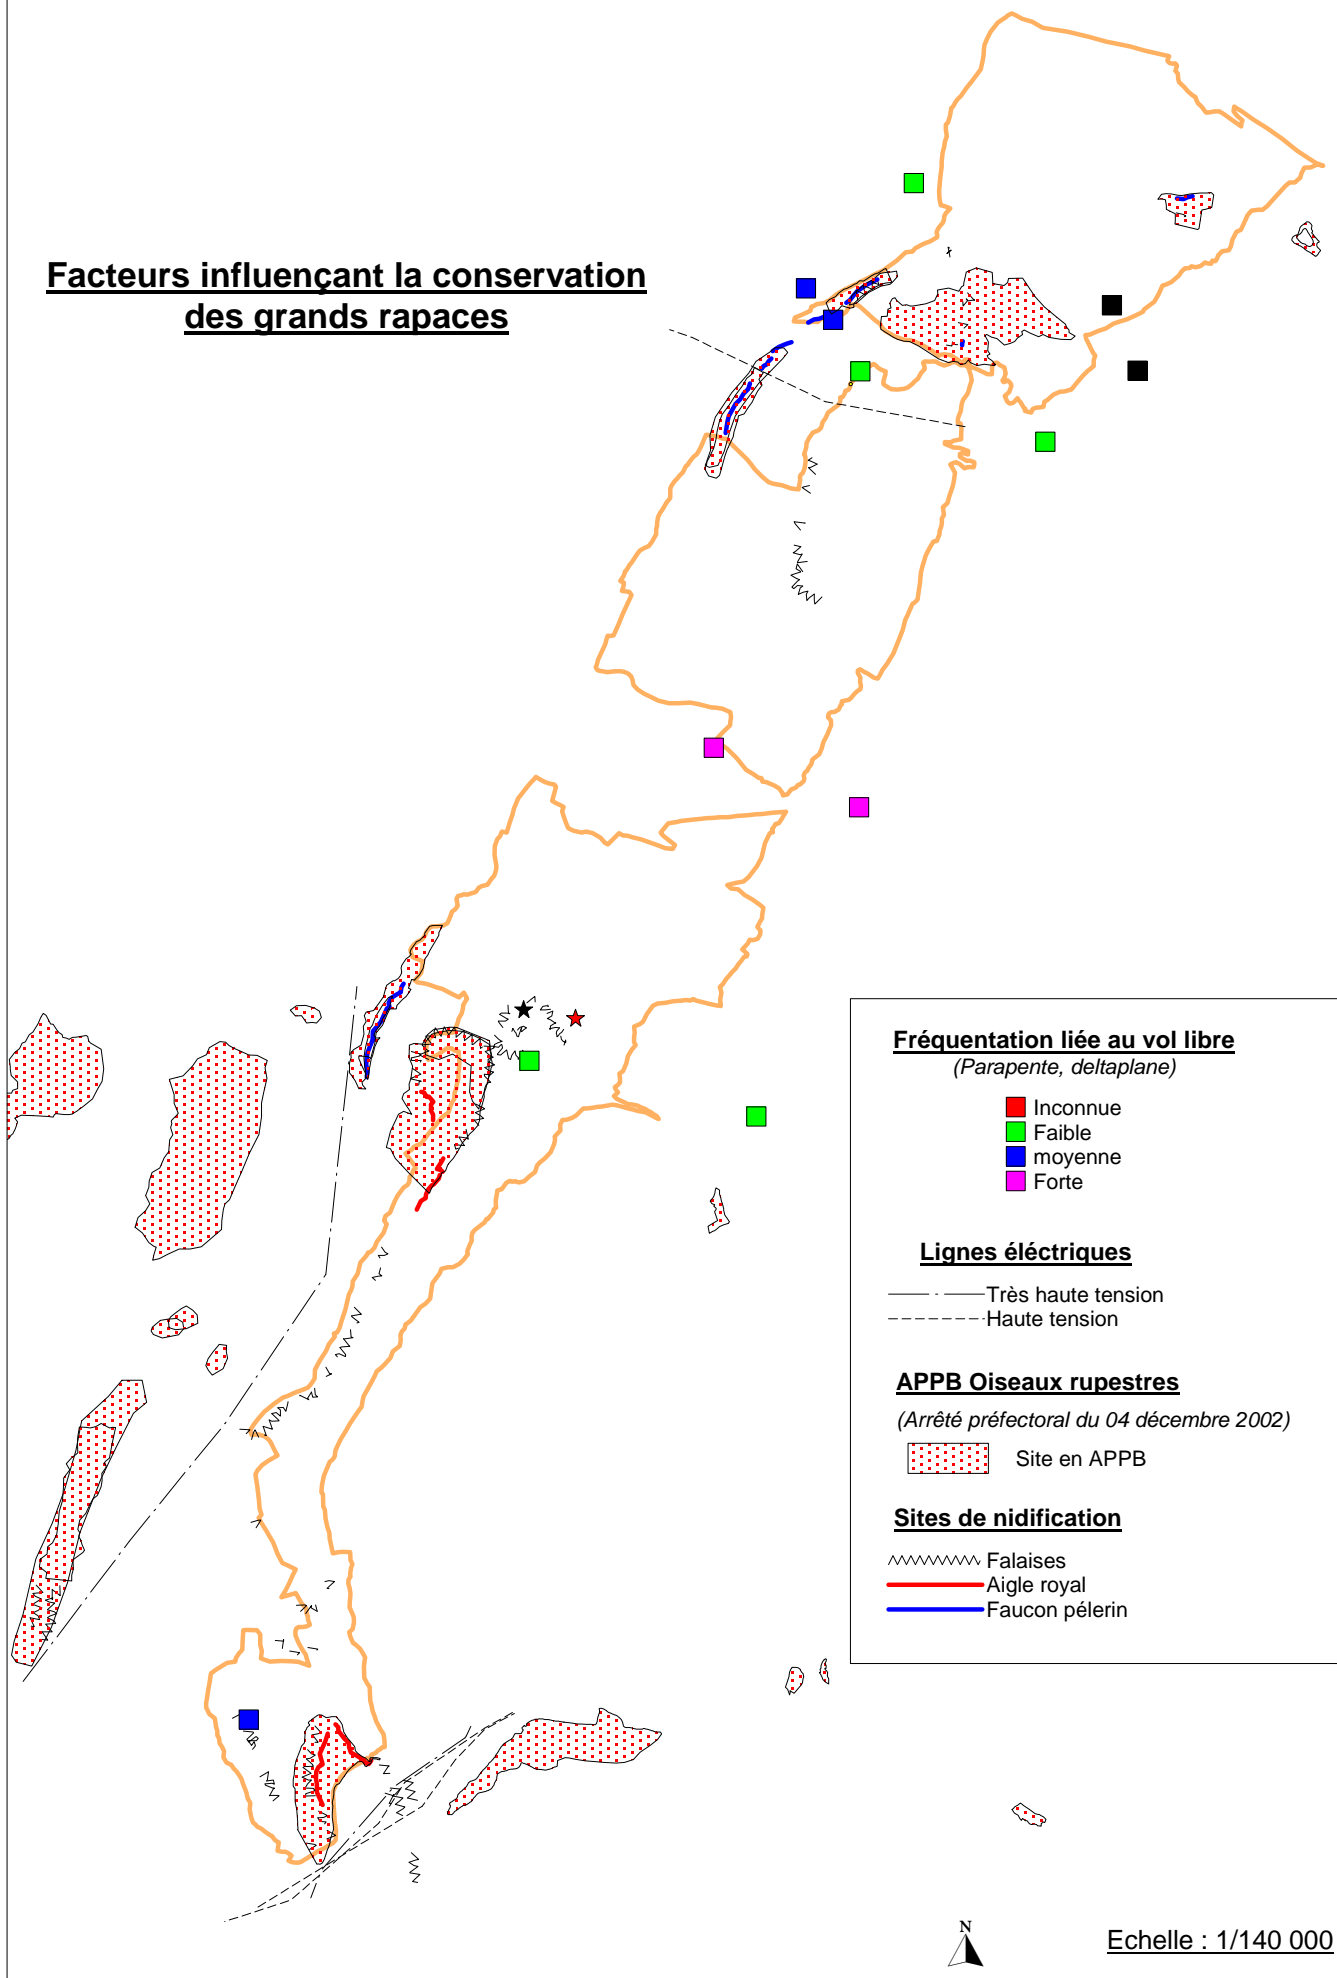 Facteurs influençant la conservation
des grands rapaces
Fréquentation liée au vol libre
(Parapente, deltaplane)
Inconnue
Faible
moyenne
Forte
Lignes éléctriques
Très haute tension
Haute tension
APPB Oiseaux rupestres
(Arrêté préfectoral du 04 décembre 2002)
Site en APPB
Sites de nidification
Falaises
Aigle royal
Faucon pélerin
N
Echelle : 1/140 000